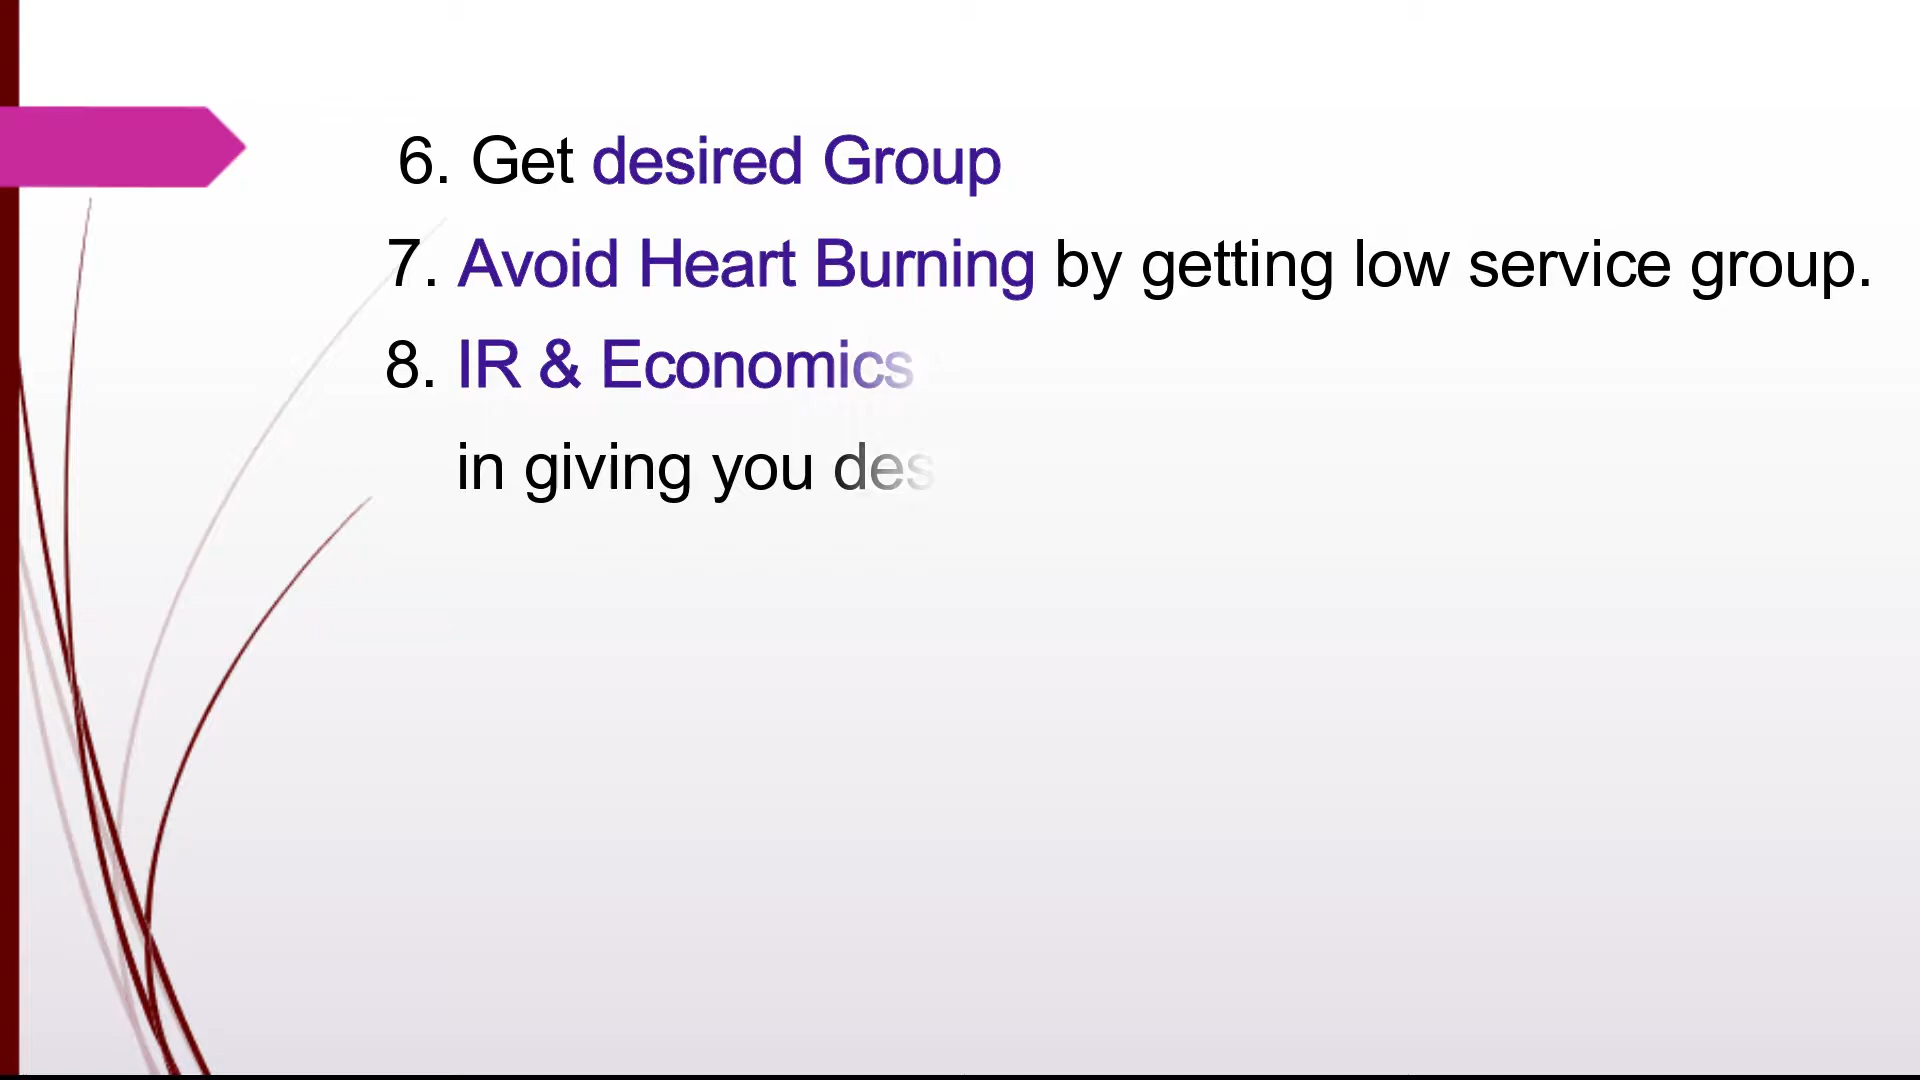 6. Get desired Group
7. Avoid Heart Burning by getting low service group.
8. IR & Economics
in giving you